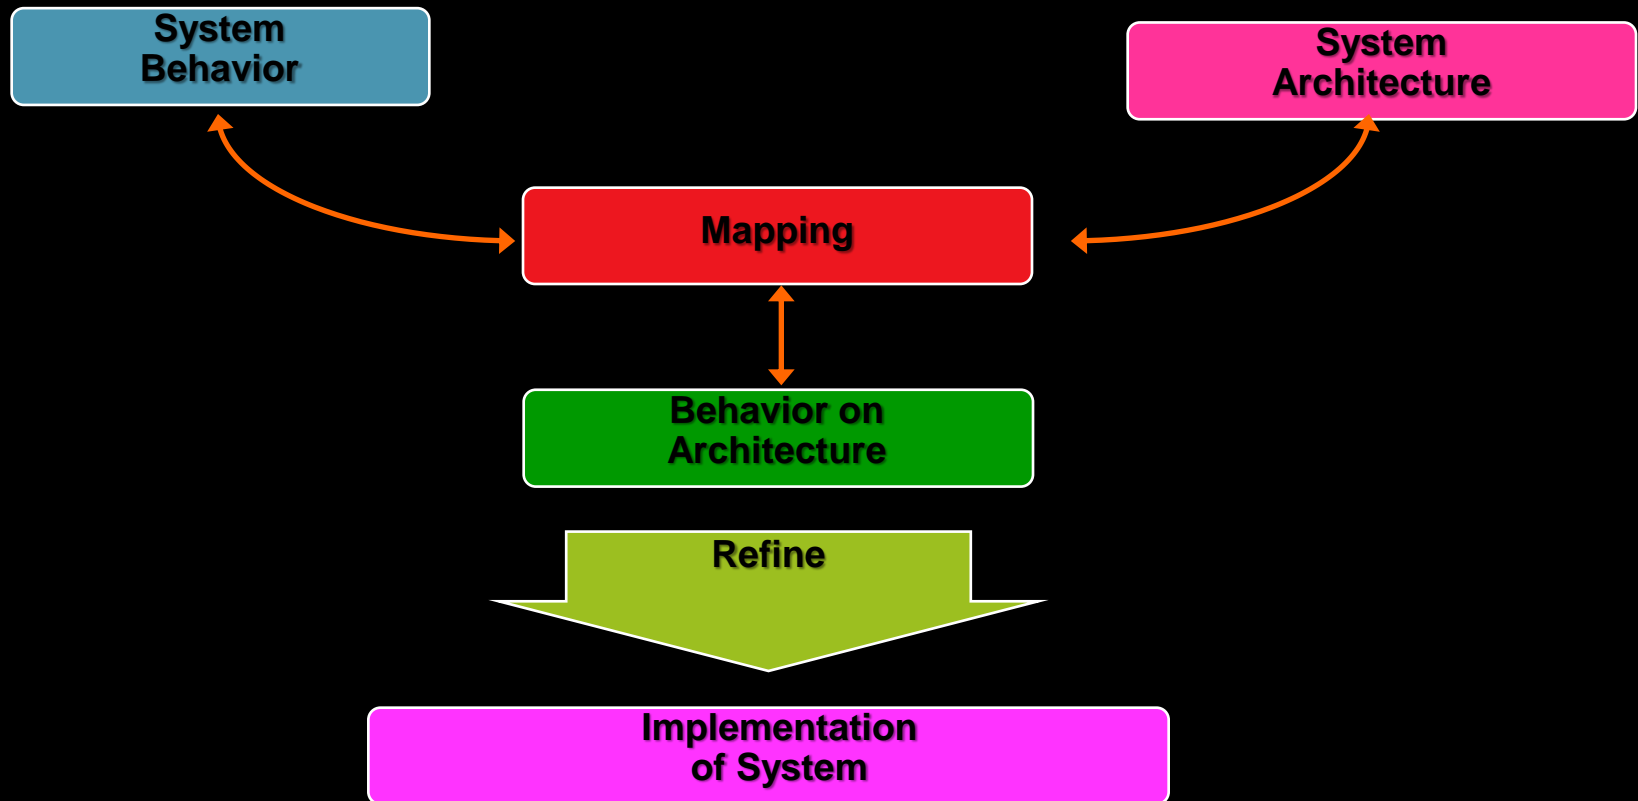 System
Behavior
System
Architecture
Mapping
Behavior on
Architecture
Refine
Implementation
of System